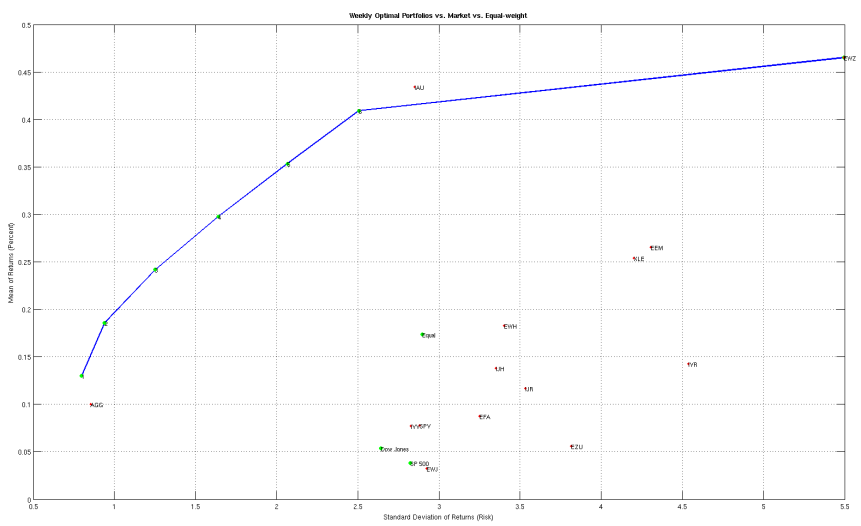 Weekly Optimal Portfolios vs. Market vs. Equal-weight
0.5
0.45
0.4
0.35
0.3
0.25
0.2
0.15
0.1
0.05
0
Mean of Returns (Percent)
EWZ
IAU
EEM
XLE
EWH
Equal
IYR
IJH
IJR
AGG
EFA
IVV
SPY
EZU
Dow Jones
SP 500
EWJ
0.5 1 1.5 2 2.5 3 3.5 4 4.5 5 5.5
Standard Deviation of Returns (Risk)